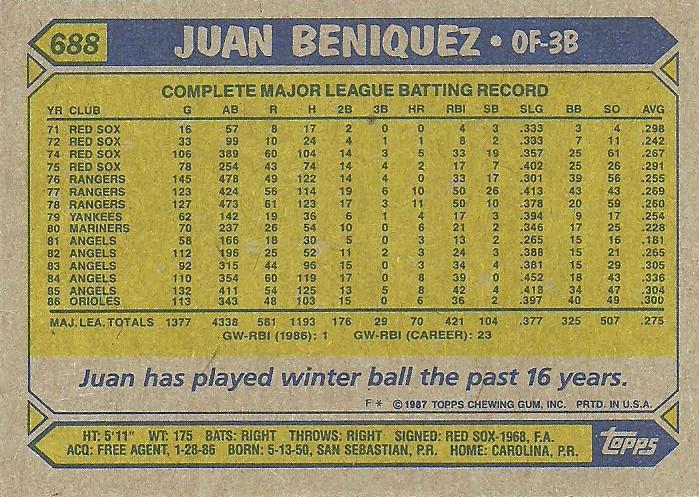 688 JUAN BENIQUEZ • OF-3B
COMPLETE MAJOR LEAGUE BATTING RECORD
YR CLUB G AB R H 2B 3B HR RBI SB SLG BB SO AVG
71 RED SOX 16 57 8 17 2 0 0 4 3 .333 3 4 .298
72 RED SOX 33 99 10 24 4 1 1 8 2 .333 7 11 .242
74 RED SOX 106 389 60 104 14 3 5 33 19 .357 25 61 .267
75 RED SOX 78 254 43 74 14 4 2 17 7 .402 25 26 .291
76 RANGERS 145 478 49 122 14 4 0 33 17 .301 39 56 .255
77 RANGERS 123 424 56 114 19 6 10 50 26 .413 43 43 .269
78 RANGERS 127 473 61 123 17 3 11 50 10 .378 20 59 .260
79 YANKEES 62 142 19 36 6 1 4 17 3 .394 9 17 .254
80 MARINERS 70 237 26 54 10 0 6 21 2 .346 17 25 .228
81 ANGELS 58 166 18 30 5 0 3 13 2 .265 15 16 .181
82 ANGELS 112 196 25 52 11 2 3 24 3 .388 15 21 .265
83 ANGELS 92 315 44 96 15 0 3 34 4 .381 15 29 .305
84 ANGELS 110 354 60 119 17 0 8 39 0 .452 18 43 .336
85 ANGELS 132 411 54 125 13 5 8 42 4 .418 34 47 .304
86 ORIOLES 113 343 48 103 15 0 6 36 2 .397 40 49 .300
MAJ. LEA. TOTALS 1377 4338 581 1193 176 29 70 421 104 .377 325 507 .275
GW-RBI (1986): 1 GW-RBI (CAREER): 23
Juan has played winter ball the past 16 years.
F * © 1987 TOPPS CHEWING GUM, INC. PRTD. IN U.S.A.
HT: 5'11" WT: 175 BATS: RIGHT THROWS: RIGHT SIGNED: RED SOX-1968, F.A.
ACQ: FREE AGENT, 1-28-86 BORN: 5-13-50, SAN SEBASTIAN, P.R. HOME: CAROLINA, P.R.
TOPPS